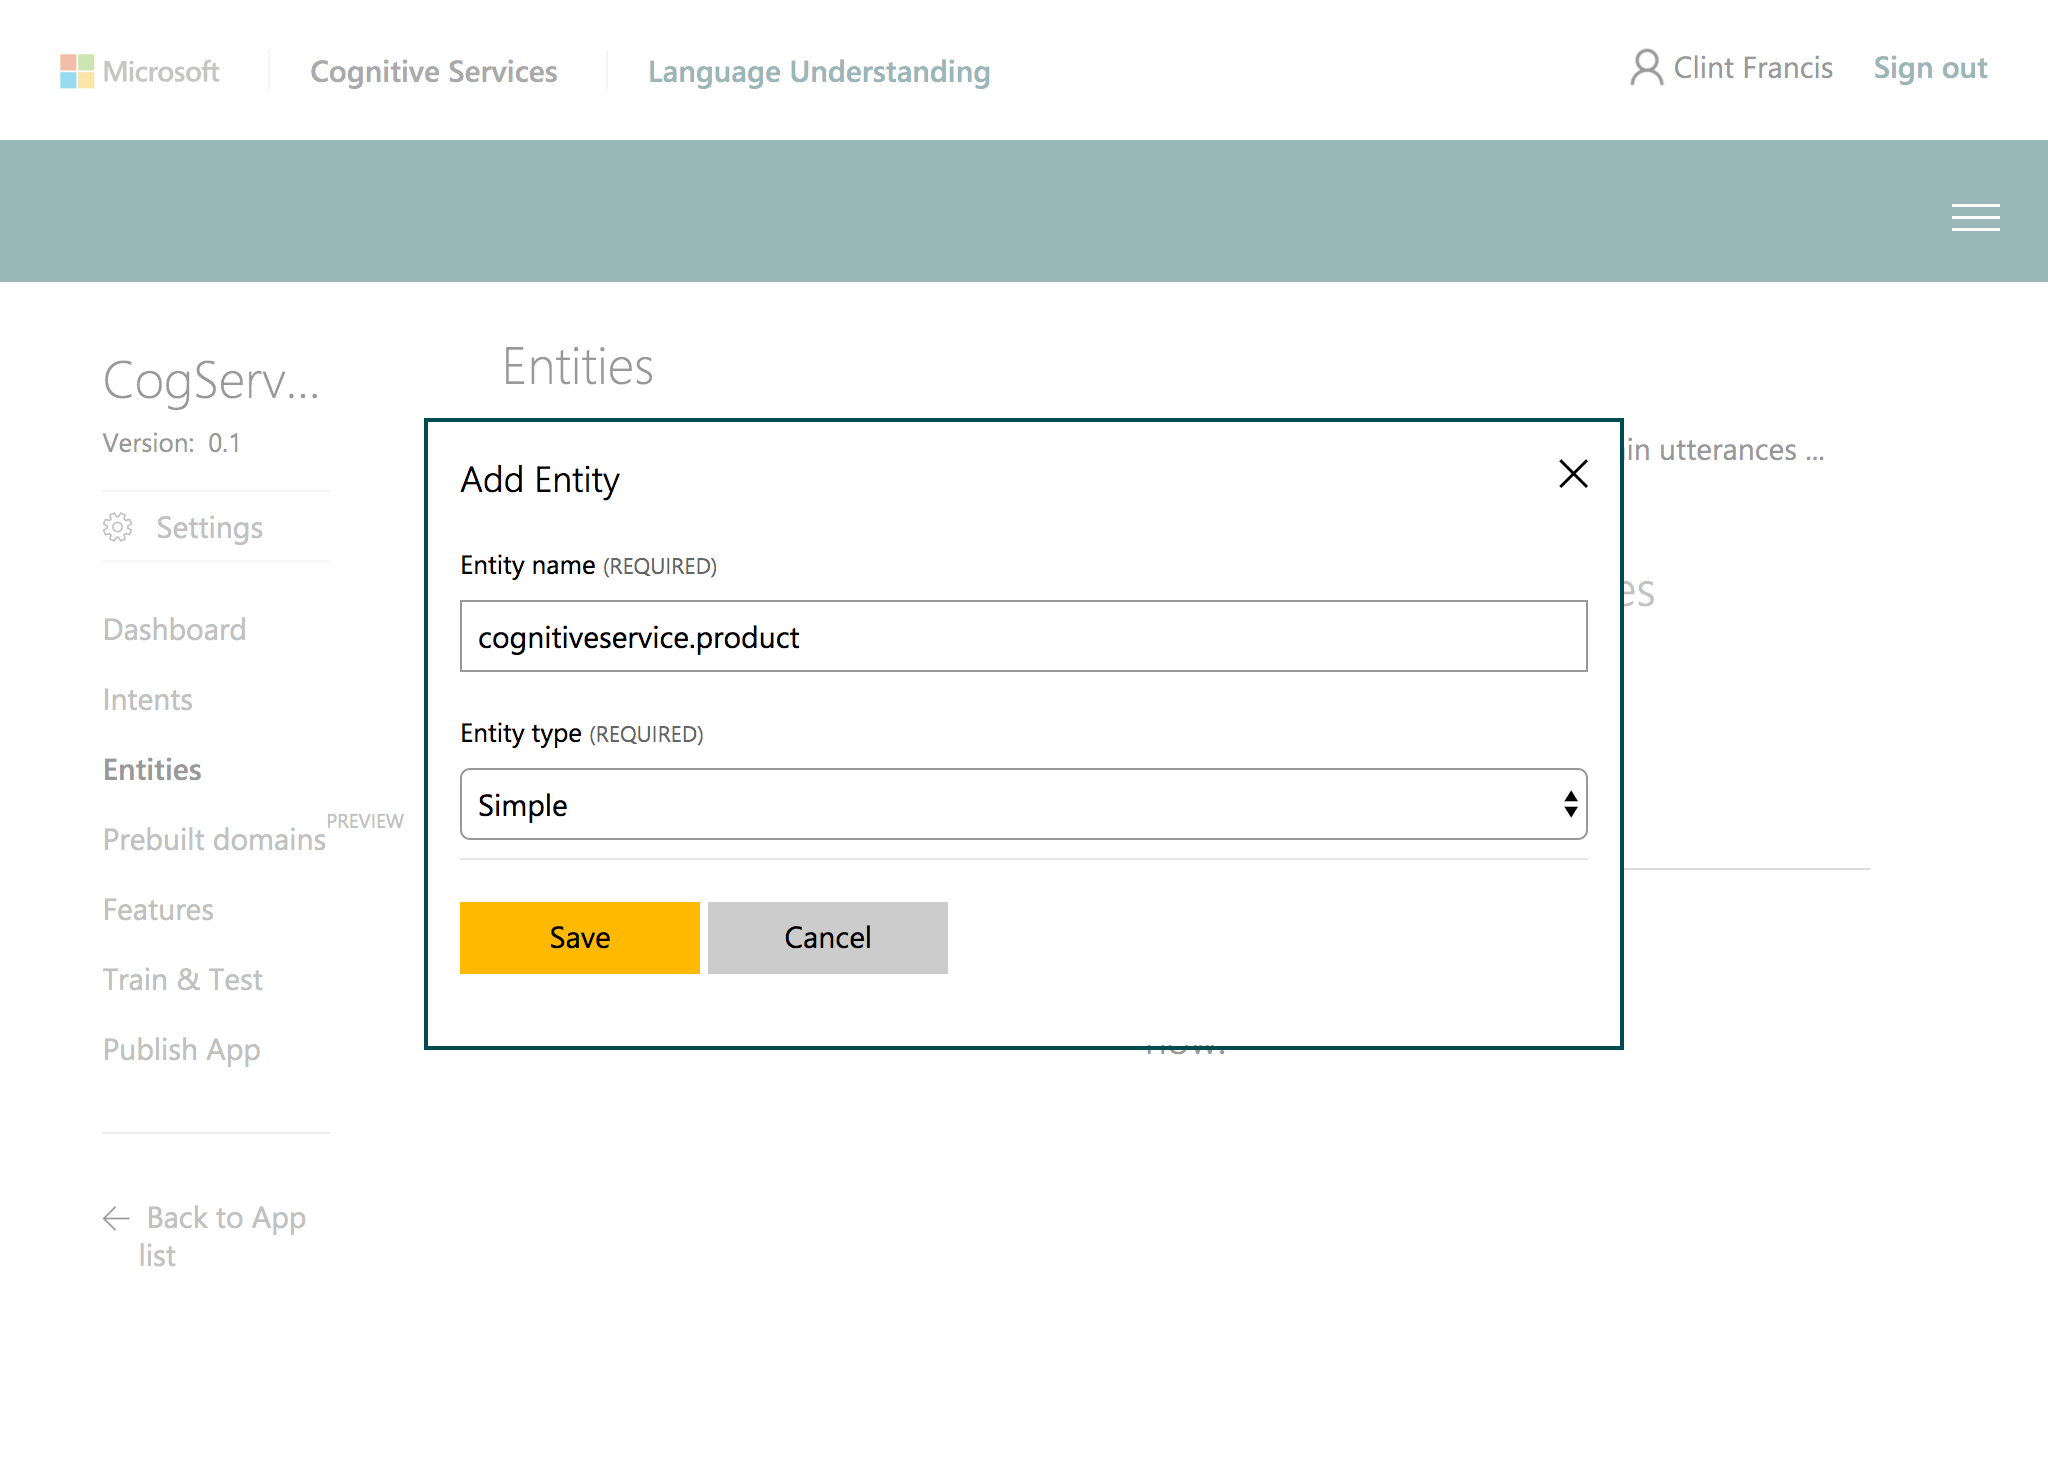 Microsoft
Cognitive Services
Language Understanding
Clint Francis
Sign out
CogServ...
Version: 0.1
Settings
Dashboard
Intents
Entities
Prebuilt domains PREVIEW
Features
Train & Test
Publish App
Back to App
list
Entities
in utterances ...
es
Add Entity
Entity name (REQUIRED)
cognitiveservice.product
Entity type (REQUIRED)
Simple
Save
Cancel